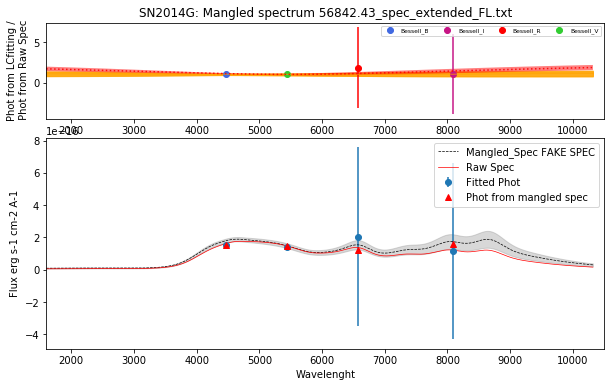 SN2014G: Mangled spectrum 56842.43_spec_extended_FL.txt
Phot from LCfitting /
Phot from Raw Spec
5
0
Bessell_B
Bessell_I
Bessell_R
Bessell_V
2000
3000
4000
5000
6000
7000
8000
9000
10000
1e−16
Flux erg s-1 cm-2 A-1
8
6
4
2
0
−2
−4
Mangled_Spec FAKE SPEC
Raw Spec
Fitted Phot
Phot from mangled spec
2000
3000
4000
5000
6000
7000
8000
9000
10000
Wavelenght